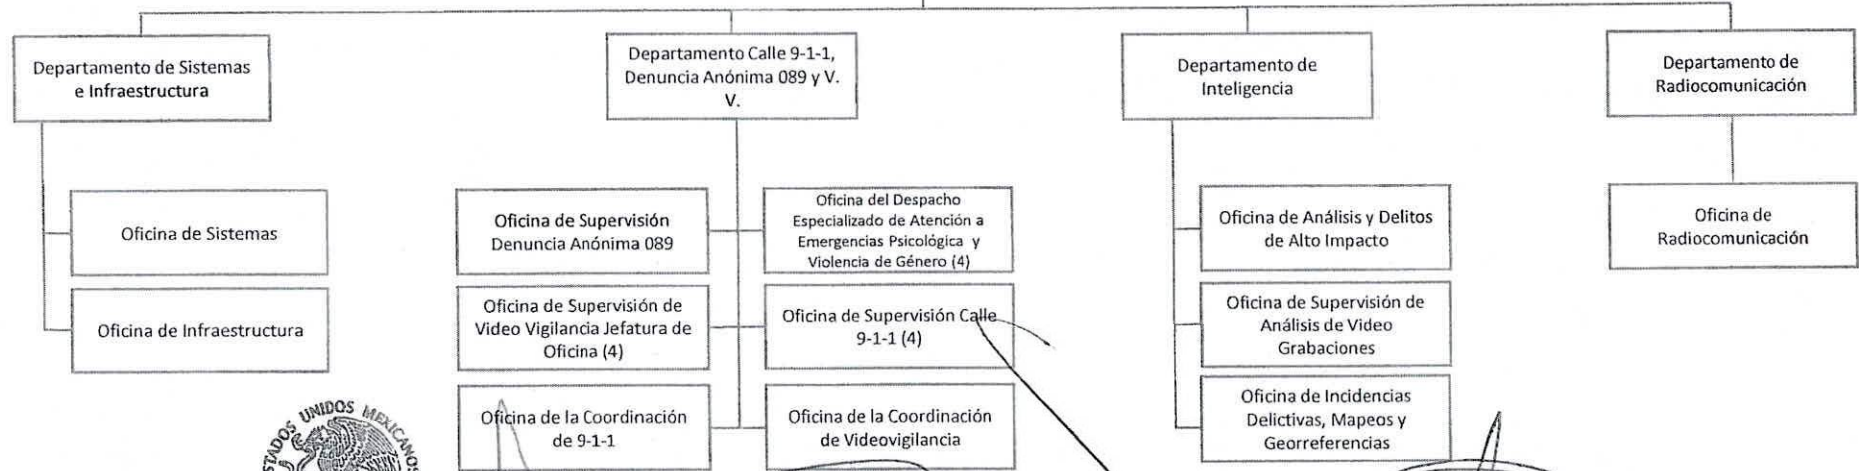 Departamento de Sistemas
e Infraestructura
Departamento Calle 9-1-1,
Denuncia Anónima 089 y V.
V.
Departamento de
Inteligencia
Departamento de
Radiocomunicación
Oficina de Sistemas
Oficina de Infraestructura
Oficina de Supervisión
Denuncia Anónima 089
Oficina del Despacho
Especializado de Atención a
Emergencias Psicológica y
Violencia de Género (4)
Oficina de Supervisión de
Video Vigilancia Jefatura de
Oficina (4)
Oficina de Supervisión Calle
9-1-1 (4)
Oficina de la Coordinación
de 9-1-1
Oficina de la Coordinación
de Videovigilancia
Oficina de Análisis y Delitos
de Alto Impacto
Oficina de Supervisión de
Análisis de Video
Grabaciones
Oficina de Incidencias
Delictivas, Mapeos y
Georreferencias
Oficina de
Radiocomunicación
ESTADOS UNIDOS MEXICANOS